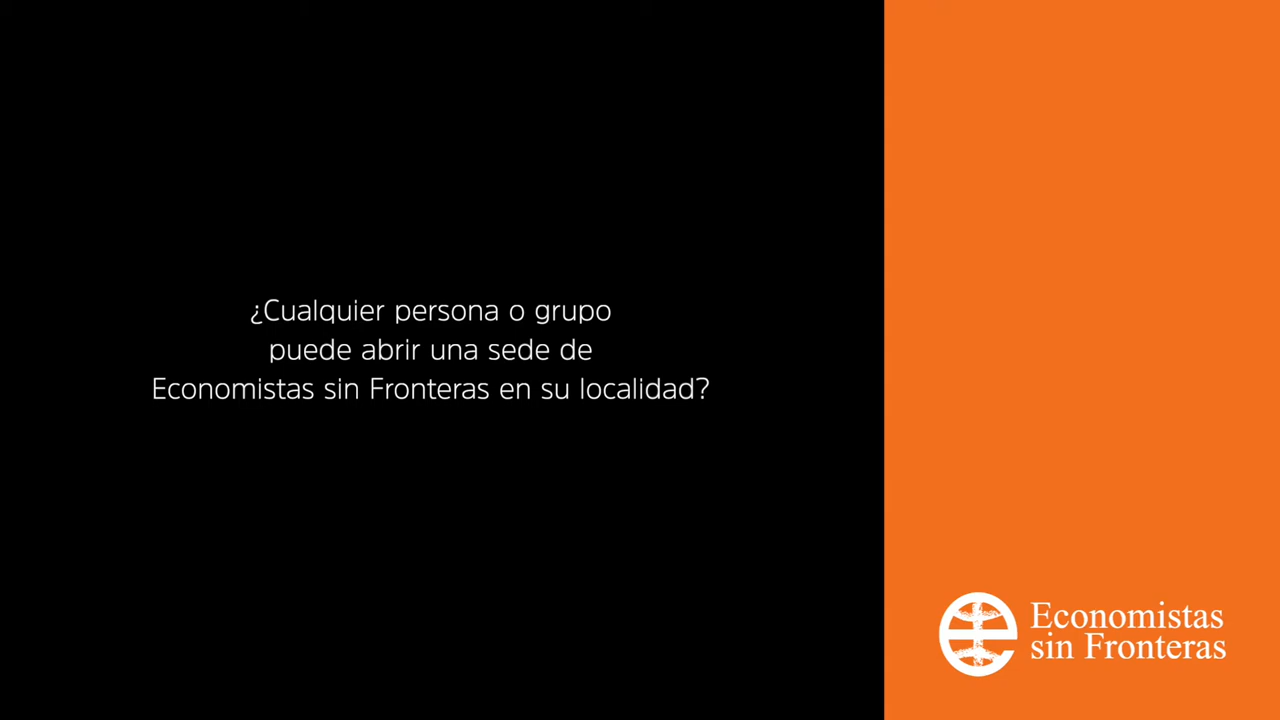 ¿Cualquier persona o grupo
puede abrir una sede de
Economistas sin Fronteras en su localidad?
Economistas
sin Fronteras